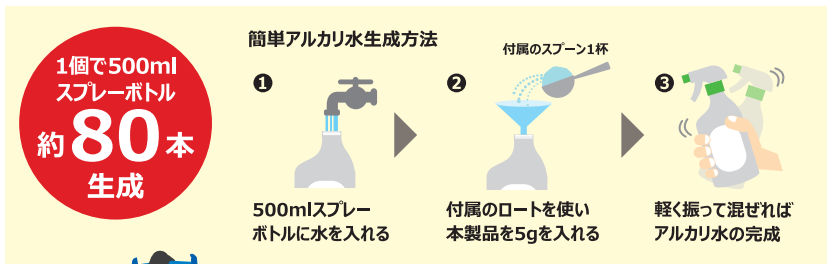 1個で500ml
スプレーボトル
約80本
生成
簡単アルカリ水生成方法
❶
500mlスプレー
ボトルに水を入れる
❷
付属のスプーン1杯
付属のロートを使い
本製品を5gを入れる
❸
軽く振って混ぜれば
アルカリ水の完成